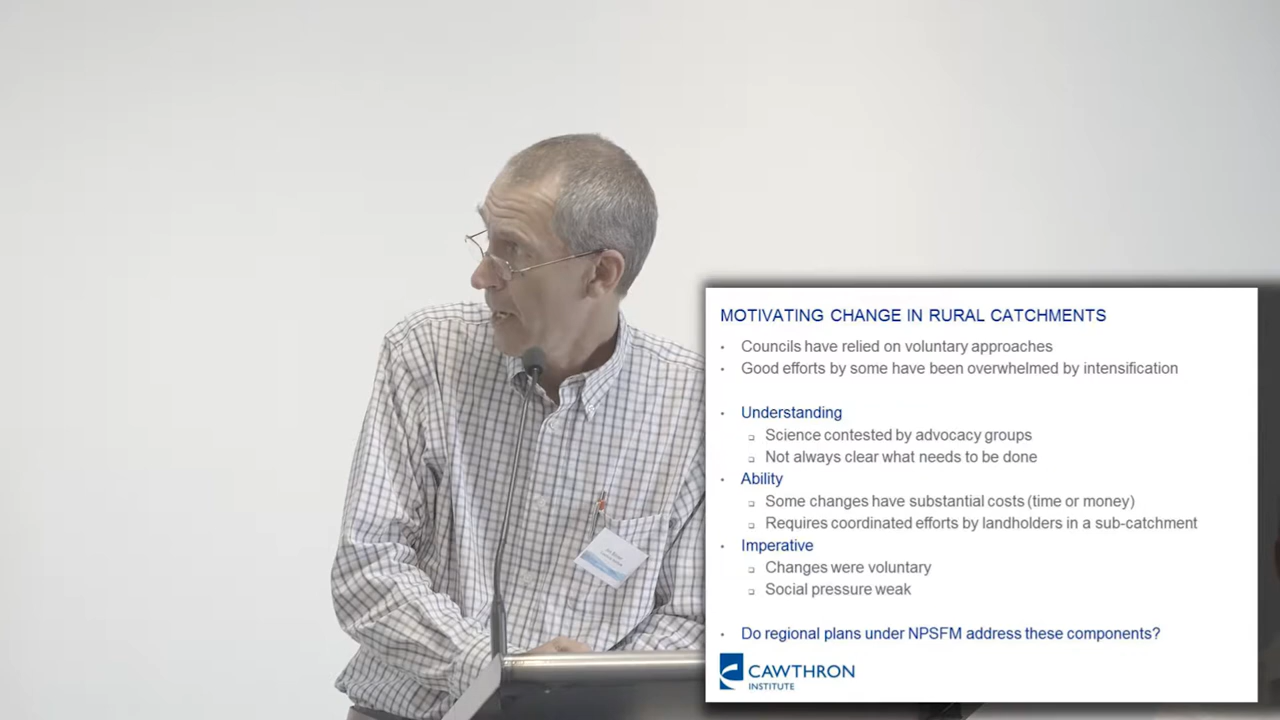 MOTIVATING CHANGE IN RURAL CATCHMENTS
• Councils have relied on voluntary approaches
• Good efforts by some have been overwhelmed by intensification
• Understanding
❑ Science contested by advocacy groups
❑ Not always clear what needs to be done
• Ability
❑ Some changes have substantial costs (time or money)
❑ Requires coordinated efforts by landholders in a sub-catchment
• Imperative
❑ Changes were voluntary
❑ Social pressure weak
• Do regional plans under NPSFM address these components?
CAWTHRON
INSTITUTE